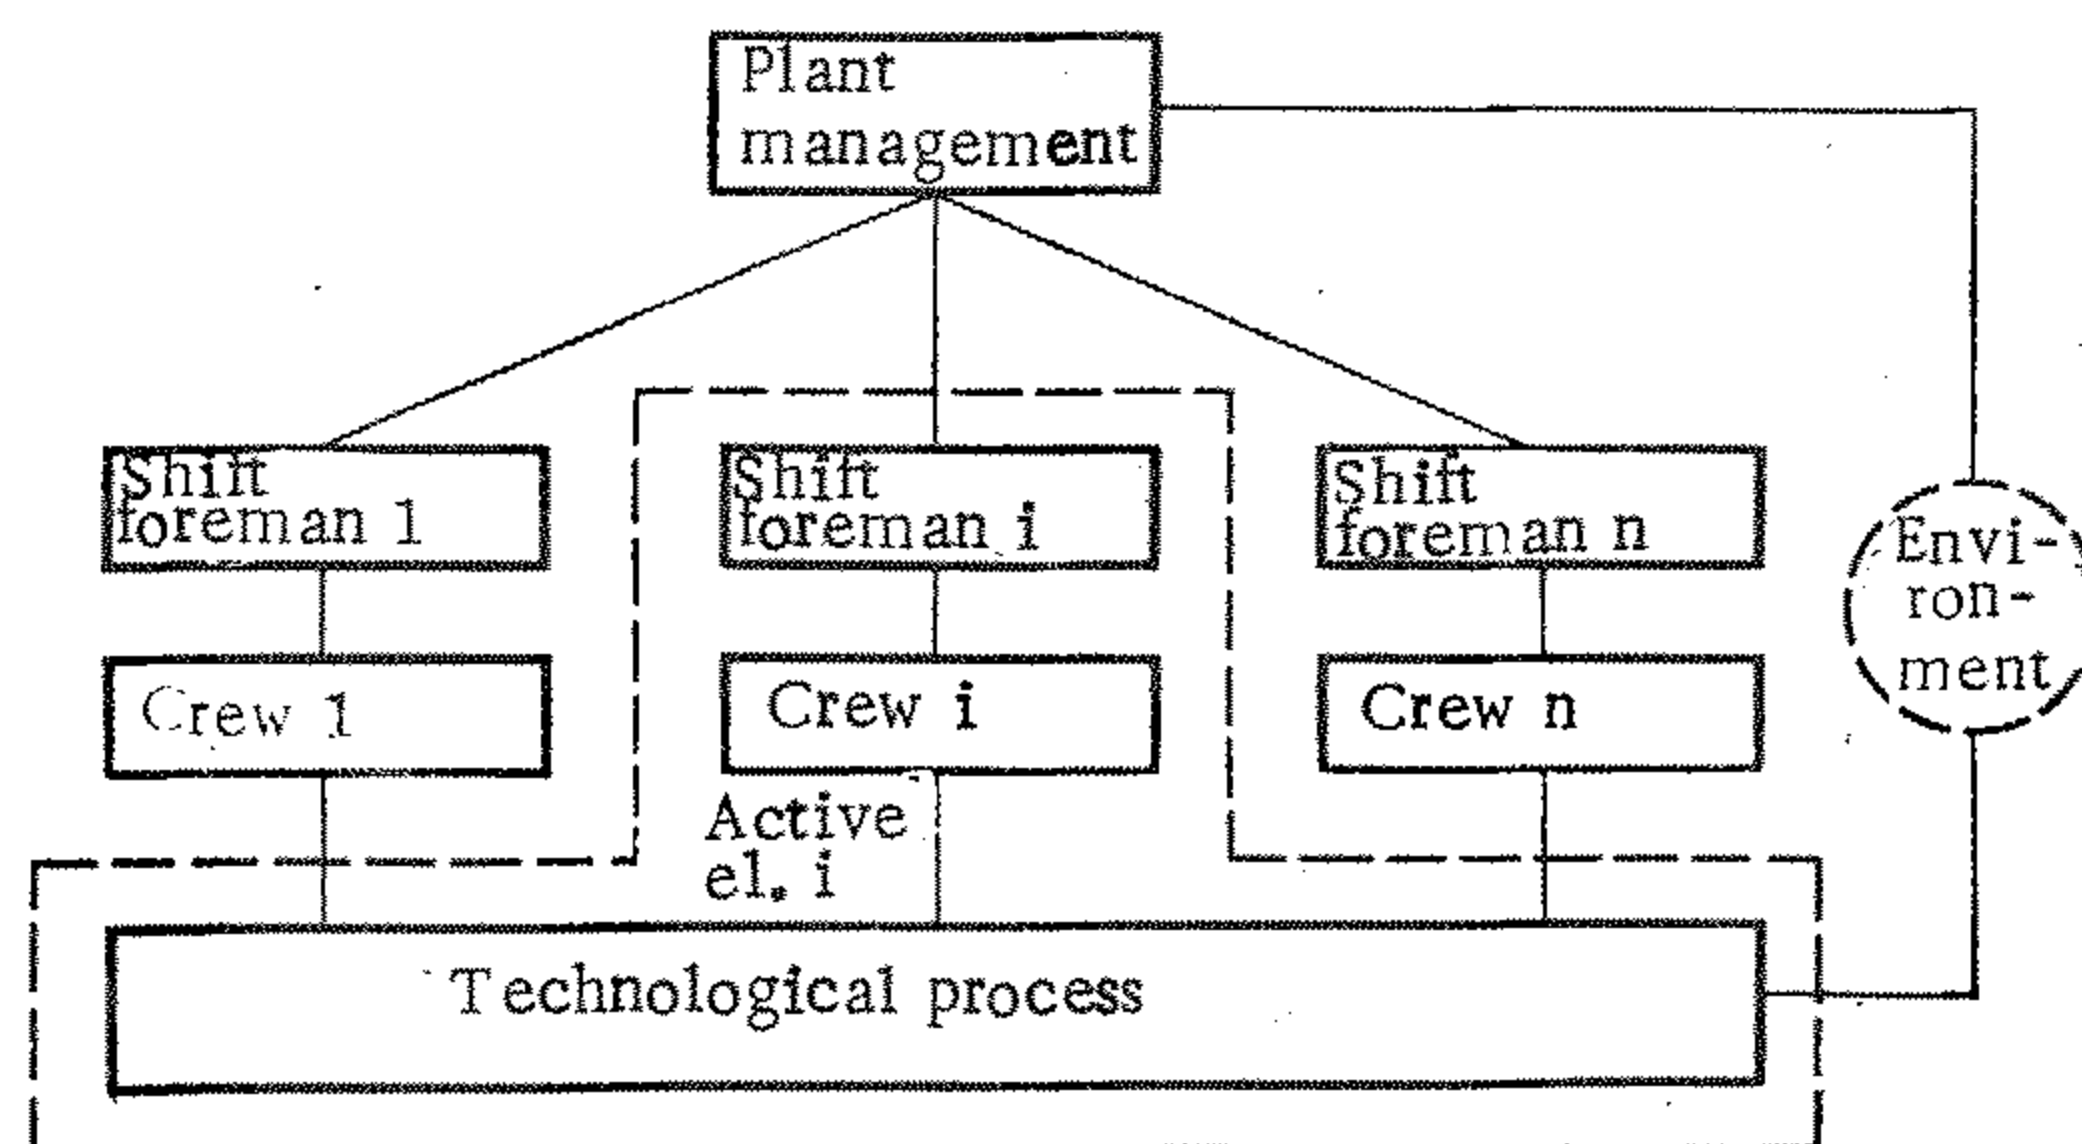 Plant
management
Shift
foreman 1
Shift
foreman i
Shift
foreman n
Envi-
ron-
ment
Crew 1
Crew i
Crew n
Active
el. i
Technological process